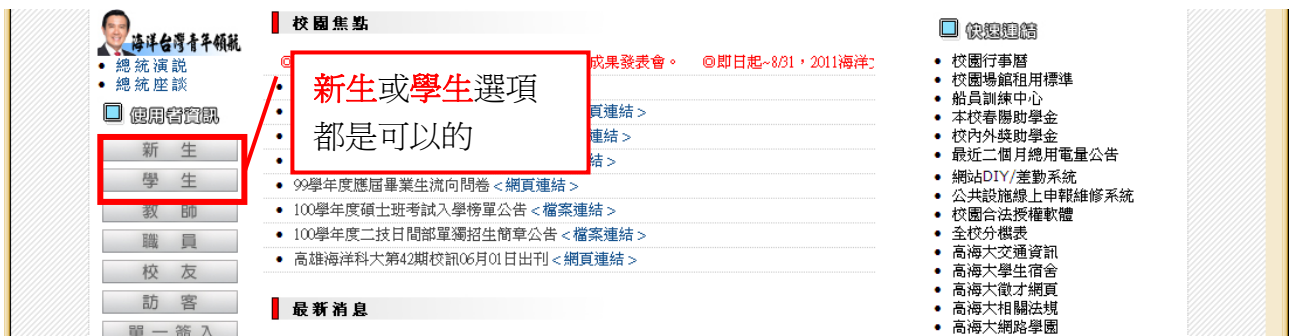 海洋台灣青年領航
總統演說
總統座談
使用者資訊
新生
學生
教師
職員
校友
訪客
單一簽入
校園焦點
成果發表會。 ◎即日起~8/31，2011海洋
新生或學生選項
都是可以的
頁連結 >
連結 >
結 >
99學年度應屆畢業生流向問卷 < 網頁連結 >
100學年度碩士班考試入學榜單公告 < 檔案連結 >
100學年度二技日間部單獨招生簡章公告 < 檔案連結 >
高雄海洋科大第42期校訊06月01日出刊 < 網頁連結 >
最新消息
快速連結
校園行事曆
校園場館租用標準
船員訓練中心
本校春陽助學金
校內外獎助學金
最近二個月總用電量公告
網站DIY/差勤系統
公共設施線上申報維修系統
校園合法授權軟體
全校分機表
高海大交通資訊
高海大學生宿舍
高海大徵才網頁
高海大相關法規
高海大網路學園